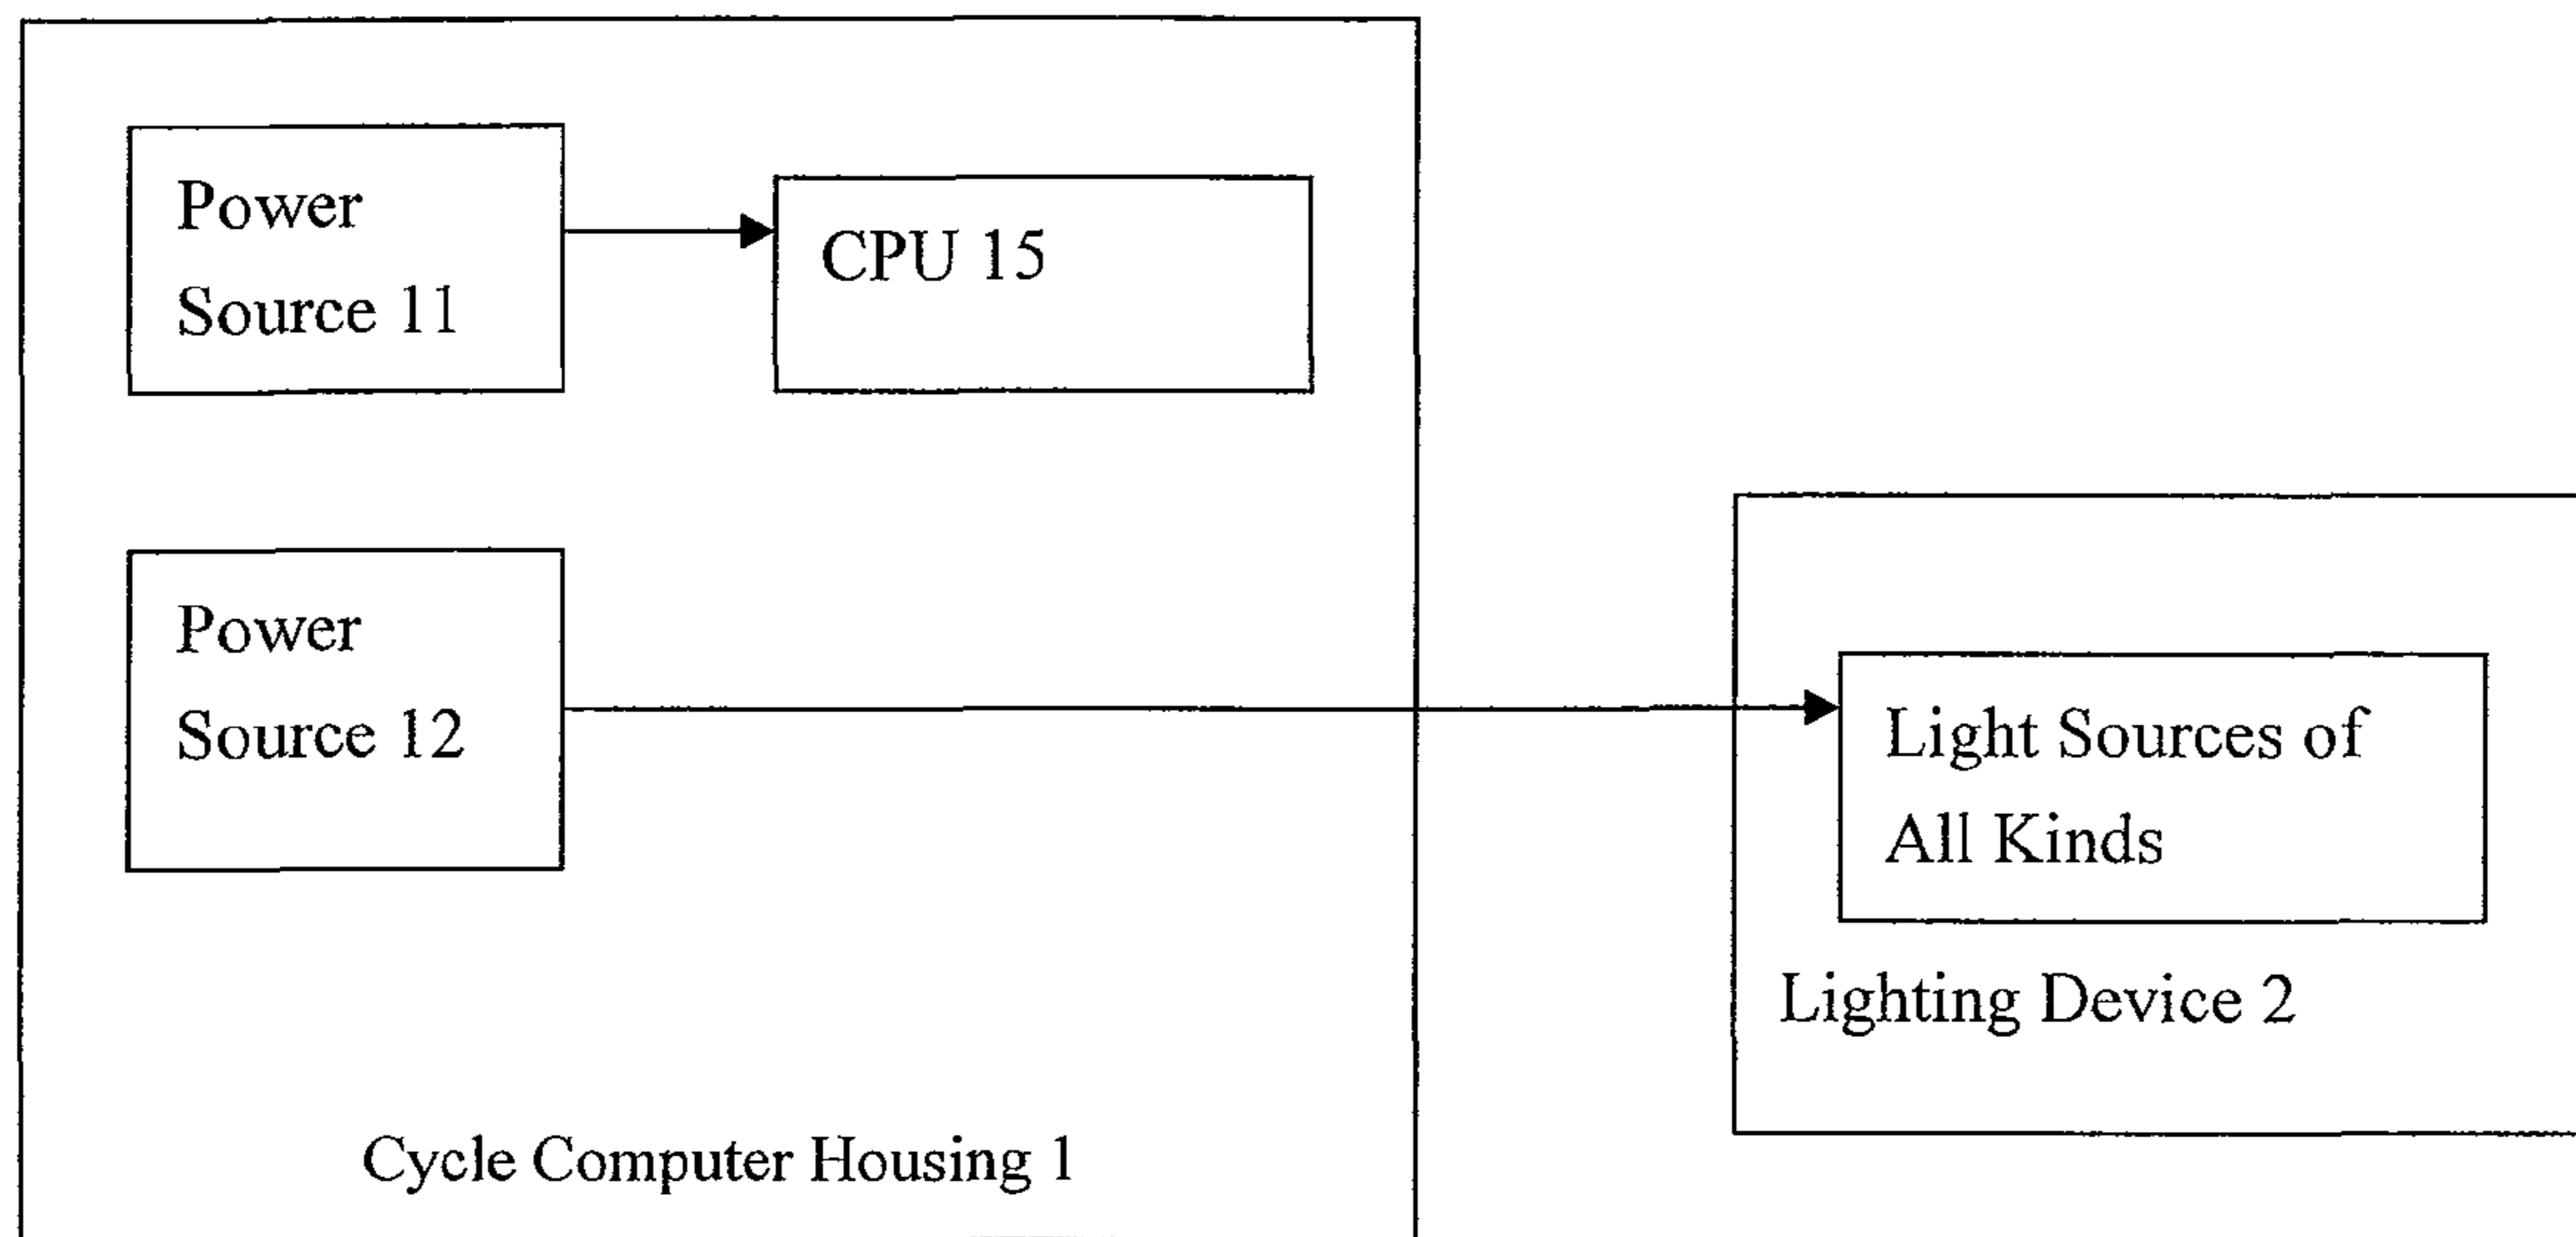 Power
Source 11
CPU 15
Power
Source 12
Light Sources of
All Kinds
Lighting Device 2
Cycle Computer Housing 1